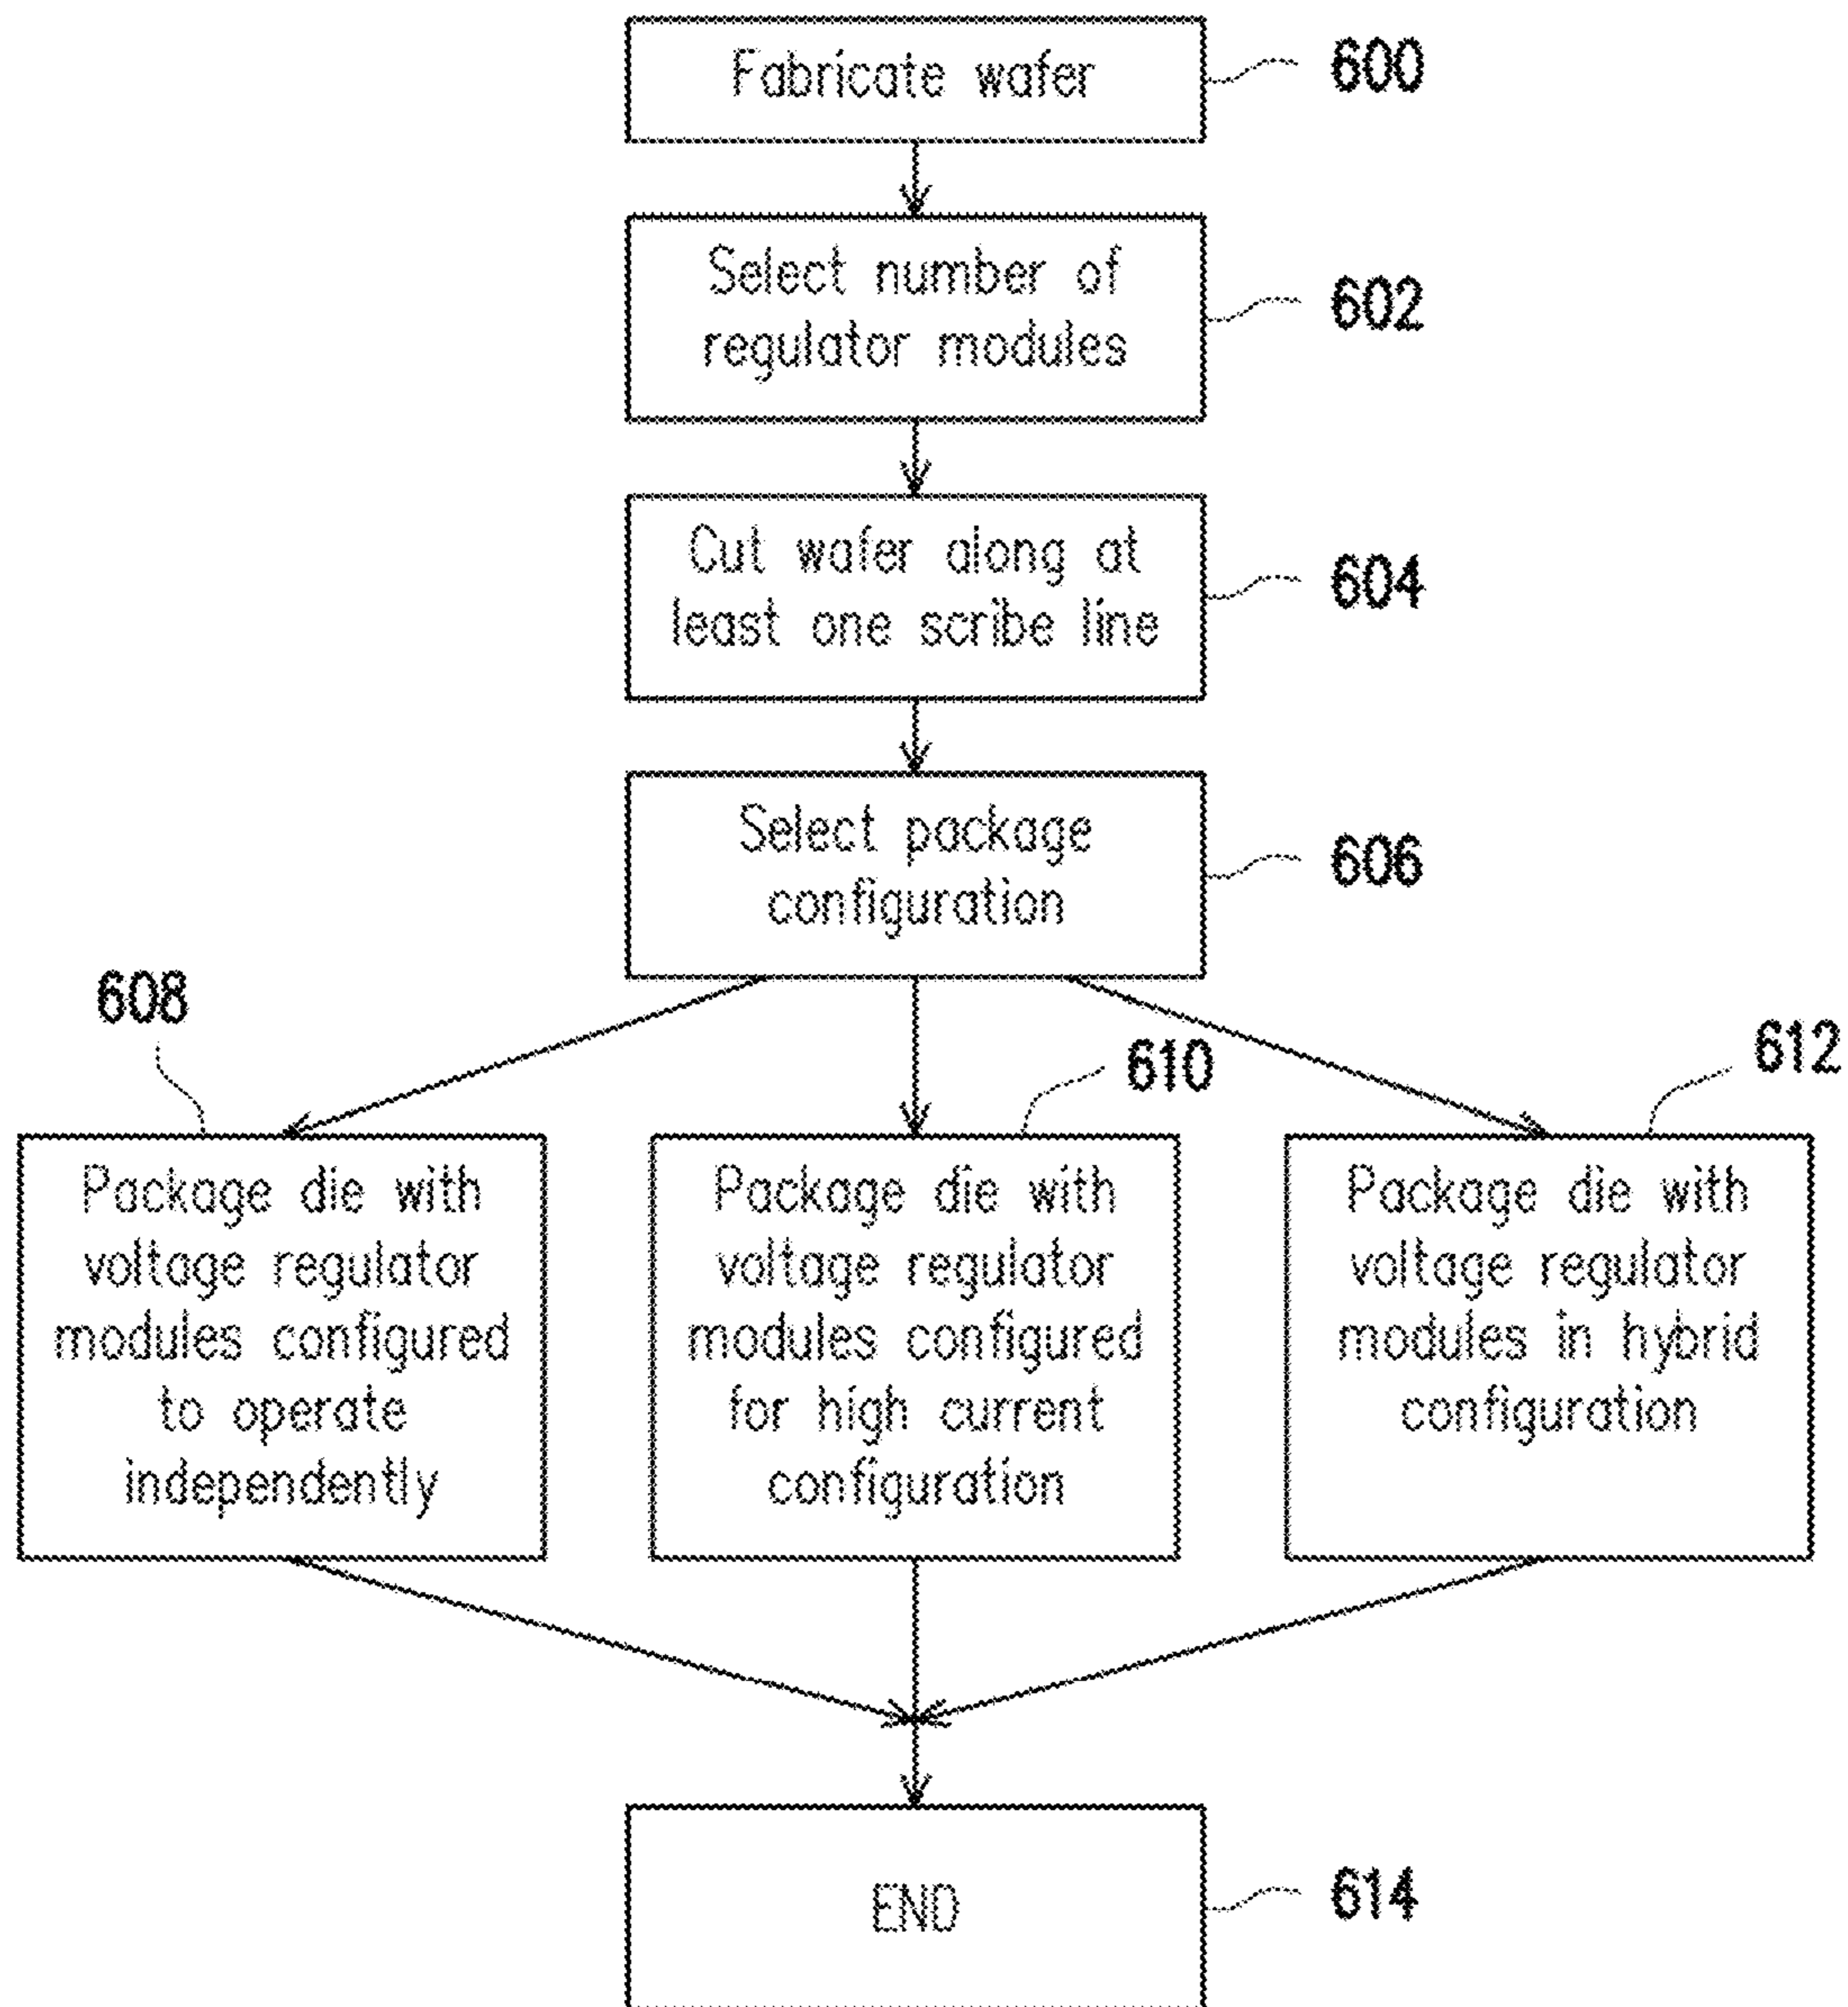 Fabricate wafer
600
Select number of
regulator modules
602
Cut wafer along at
least one scribe line
604
Select package
configuration
606
608
Package die with
voltage regulator
modules configured
to operate
independently
610
Package die with
voltage regulator
modules configured
for high current
configuration
612
Package die with
voltage regulator
modules in hybrid
configuration
END
614